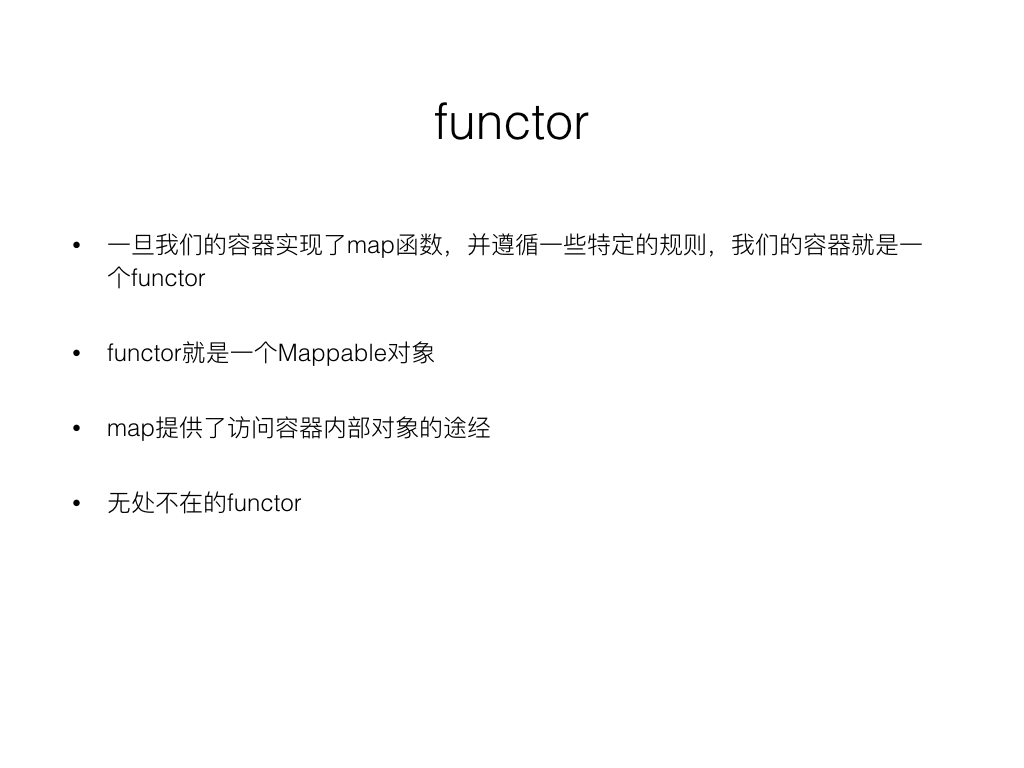 functor
• 一旦我们的容器实现了map函数，并遵循一些特定的规则，我们的容器就是一
个functor
• functor就是一个Mappable对象
• map提供了访问容器内部对象的途经
• 无处不在的functor